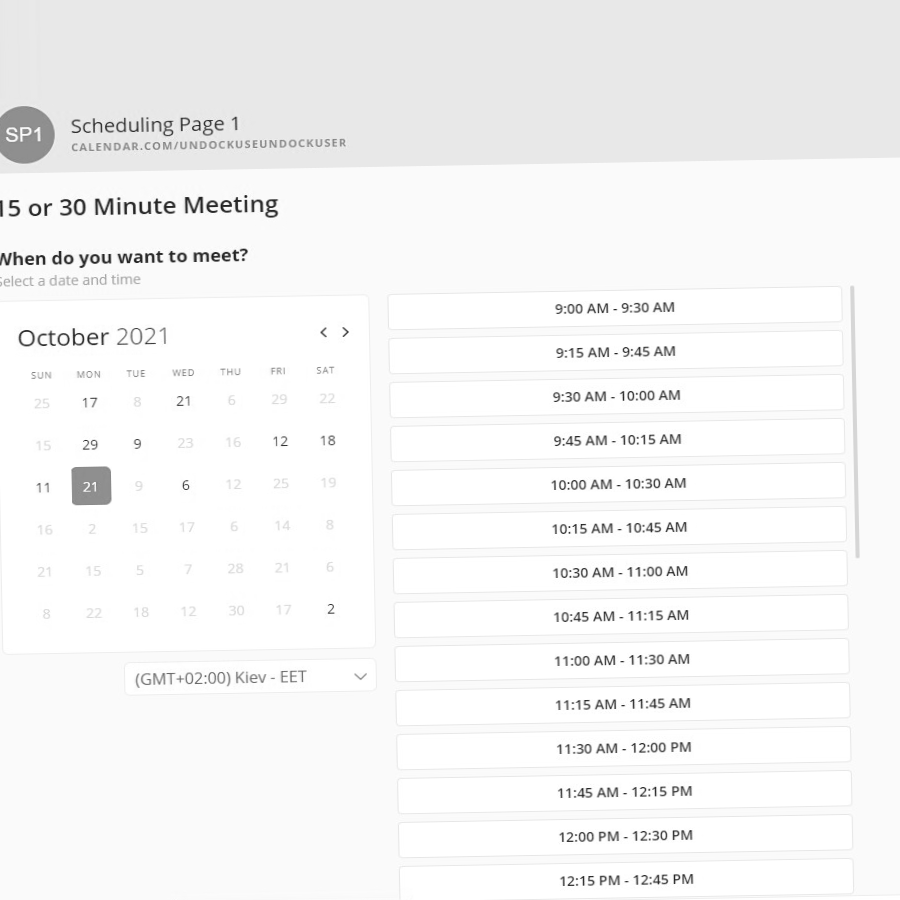 SP1
Scheduling Page 1
CALENDAR.COM/UNDOCKUSEUNDOCKUSER
15 or 30 Minute Meeting
When do you want to meet?
Select a date and time
October 2021
SUN MON TUE WED THU FRI SAT
25 17 8 21 6 29 22
15 29 9 23 16 12 18
11 21 9 6 12 25 19
16 2 15 17 6 14 8
21 15 5 7 28 21 6
8 22 18 12 30 17 2
(GMT+02:00) Kiev - EET
9:00 AM - 9:30 AM
9:15 AM - 9:45 AM
9:30 AM - 10:00 AM
9:45 AM - 10:15 AM
10:00 AM - 10:30 AM
10:15 AM - 10:45 AM
10:30 AM - 11:00 AM
10:45 AM - 11:15 AM
11:00 AM - 11:30 AM
11:15 AM - 11:45 AM
11:30 AM - 12:00 PM
11:45 AM - 12:15 PM
12:00 PM - 12:30 PM
12:15 PM - 12:45 PM